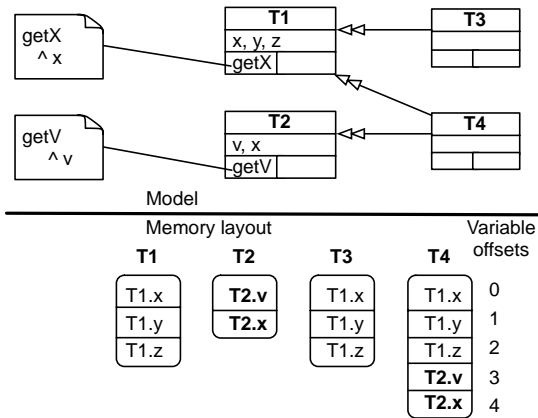 getX
^ x
T1
x, y, z
getX
T3
getV
^ v
T2
v, x
getV
T4
Model
Memory layout
Variable
offsets
T1 T2 T3 T4
T1.x T2.v T1.x T1.x 0
T1.y T2.x T1.y T1.y 1
T1.z T1.z T1.z 2
T2.v 3
T2.x 4